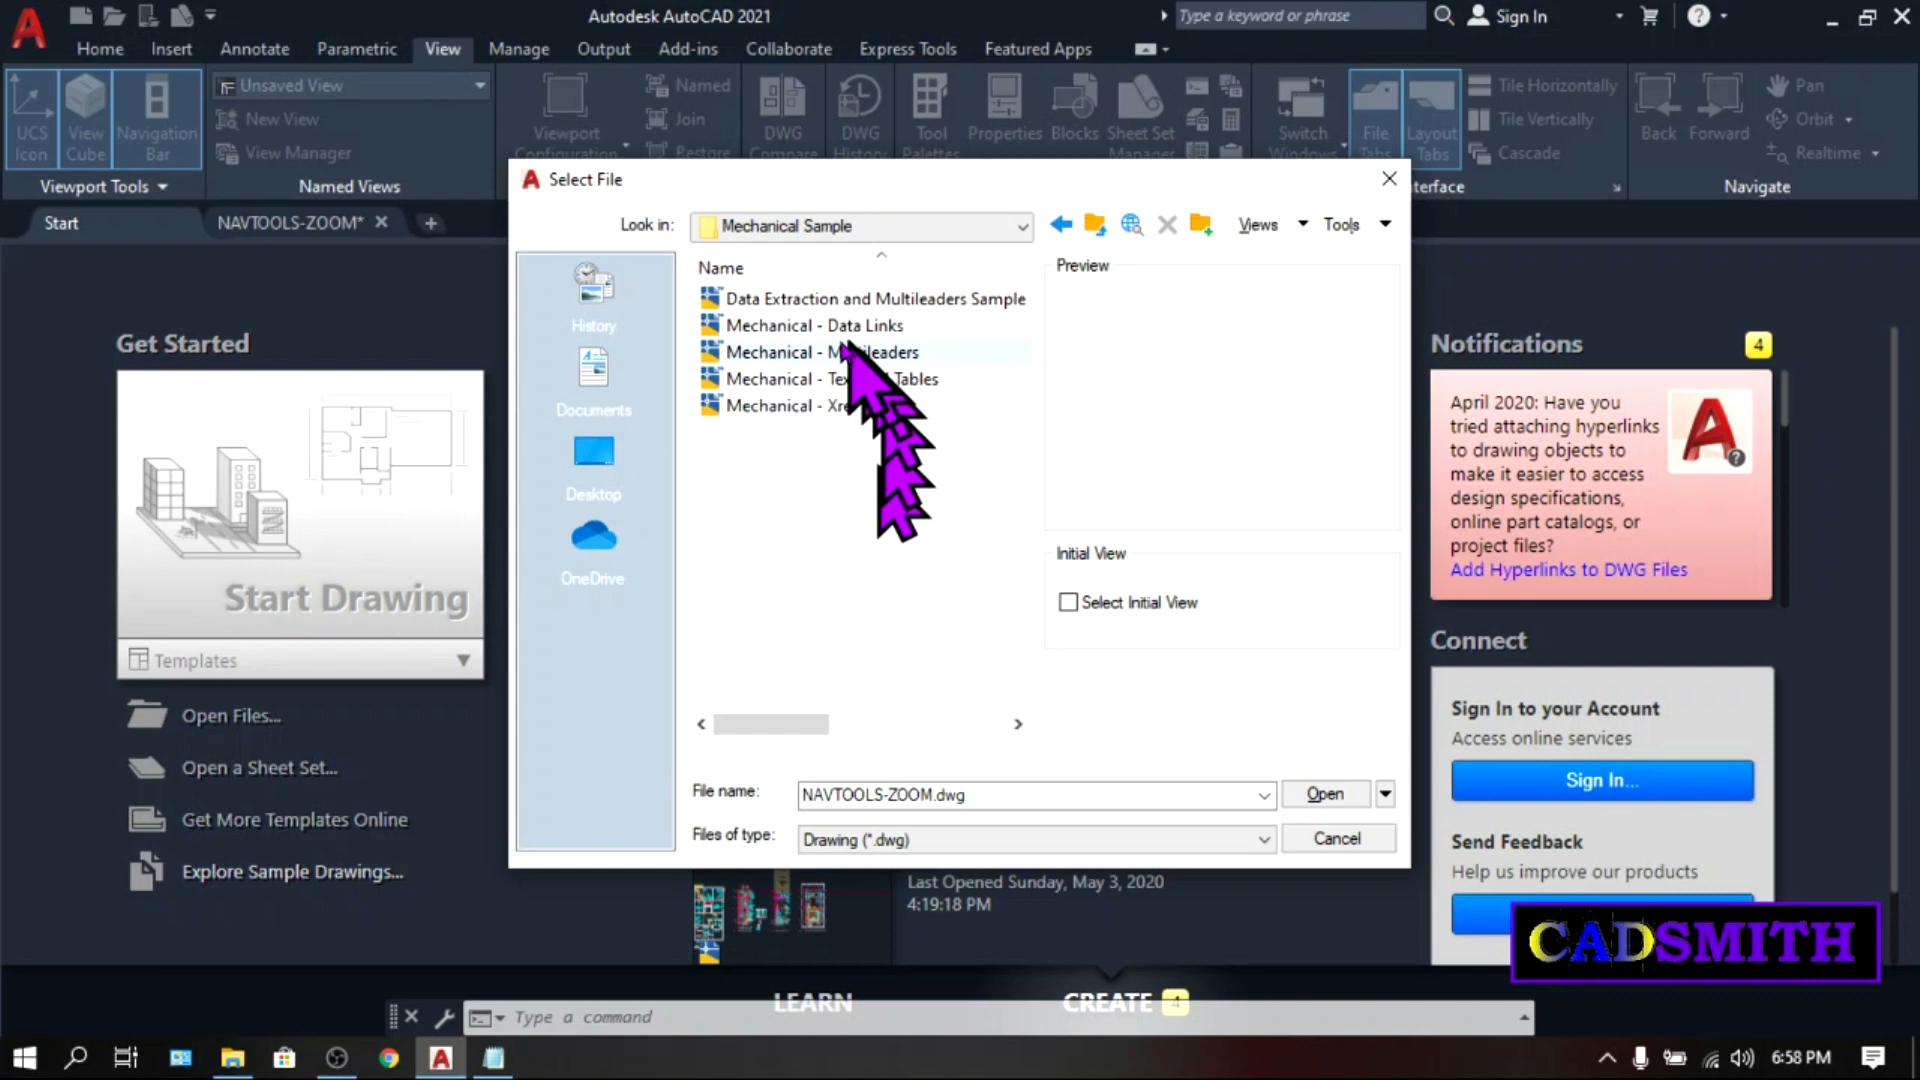 Autodesk AutoCAD 2021
Type a keyword or phrase
Sign In
Home
Insert
Annotate
Parametric
View
Manage
Output
Add-ins
Collaborate
Express Tools
Featured Apps
UCS
Icon
View
Cube
Navigation
Bar
Unsaved View
New View
View Manager
Viewport
Configuration
Named
Join
Restore
DWG
Compare
DWG
History
Tool
Palettes
Properties
Blocks
Sheet Set
Manager
Switch
Windows
File
Tabs
Layout
Tabs
Tile Horizontally
Tile Vertically
Cascade
Back
Forward
Pan
Orbit
Realtime
Viewport Tools
Named Views
terface
Navigate
Start
NAVTOOLS-ZOOM*
Select File
Look in:
Mechanical Sample
Views
Tools
History
Documents
Desktop
OneDrive
Name
Data Extraction and Multileaders Sample
Mechanical - Data Links
Mechanical - Multileaders
Mechanical - Text Tables
Mechanical - Xre
Preview
Initial View
Select Initial View
File name:
NAVTOOLS-ZOOM.dwg
Open
Files of type:
Drawing (*.dwg)
Cancel
Get Started
Start Drawing
Templates
Open Files...
Open a Sheet Set...
Get More Templates Online
Explore Sample Drawings...
Last Opened Sunday, May 3, 2020
4:19:18 PM
Notifications
4
April 2020: Have you
tried attaching hyperlinks
to drawing objects to
make it easier to access
design specifications,
online part catalogs, or
project files?
Add Hyperlinks to DWG Files
Connect
Sign In to your Account
Access online services
Sign In...
Send Feedback
Help us improve our products
CADSMITH
LEARN
CREATE
4
Type a command
6:58 PM